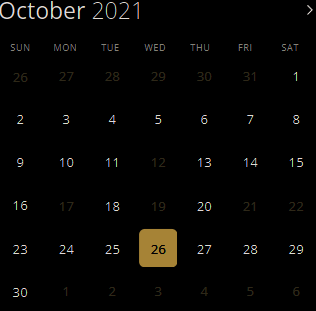 October 2021
SUN MON TUE WED THU FRI SAT
26 27 28 29 30 31 1
2 3 4 5 6 7 8
9 10 11 12 13 14 15
16 17 18 19 20 21 22
23 24 25 26 27 28 29
30 1 2 3 4 5 6